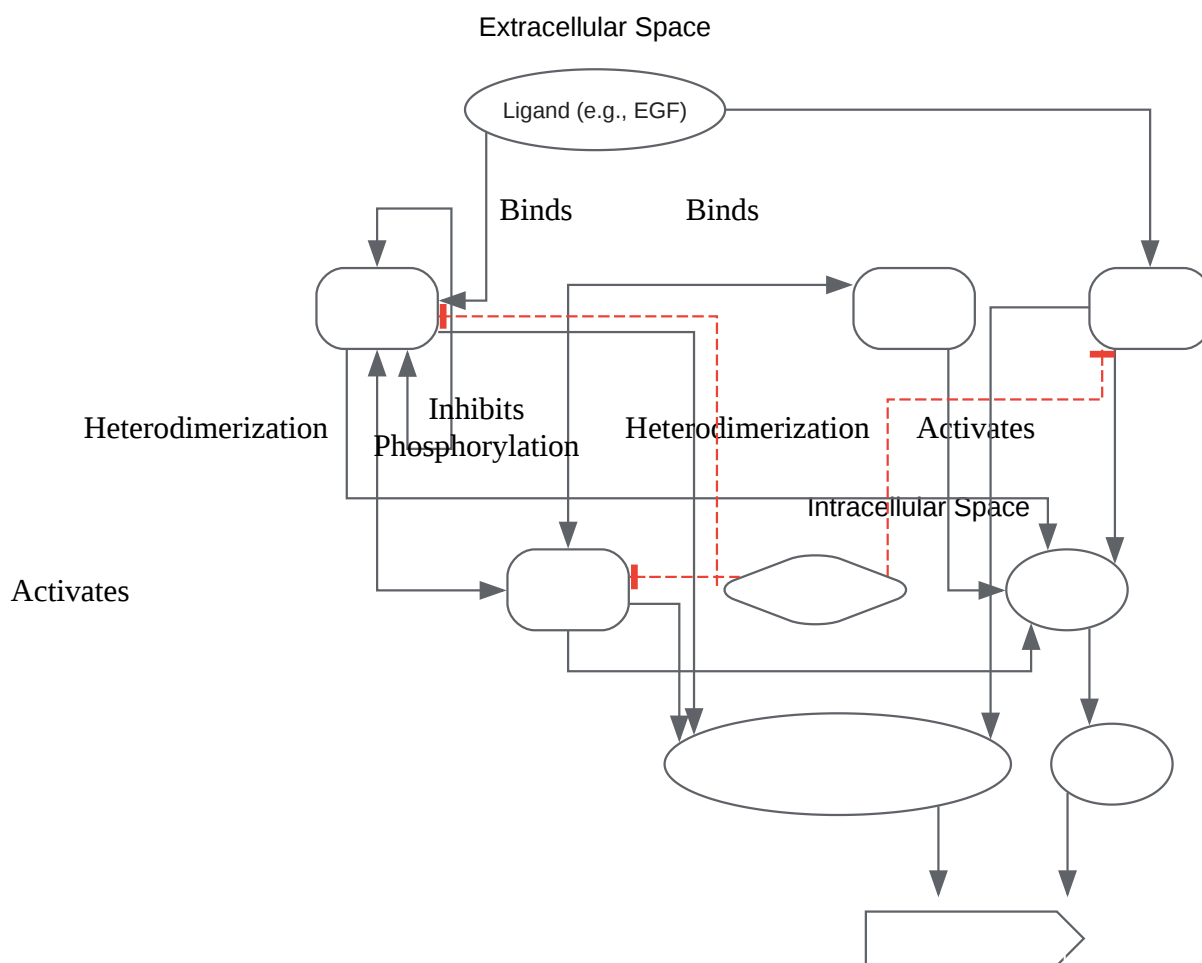 Extracellular Space
Ligand (e.g., EGF)
Binds
Binds
Inhibits
Phosphorylation
Heterodimerization
Heterodimerization
Activates
Intracellular Space
Activates